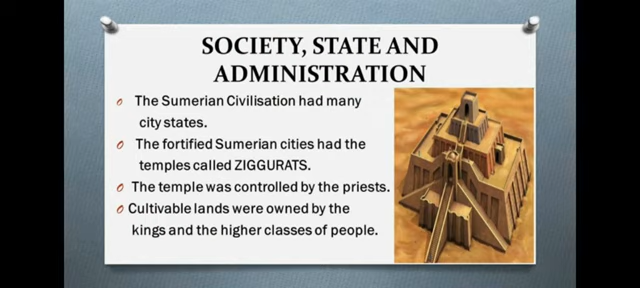 SOCIETY, STATE AND
ADMINISTRATION
The Sumerian Civilisation had many
city states.
The fortified Sumerian cities had the
temples called ZIGGURATS.
The temple was controlled by the priests.
Cultivable lands were owned by the
kings and the higher classes of people.